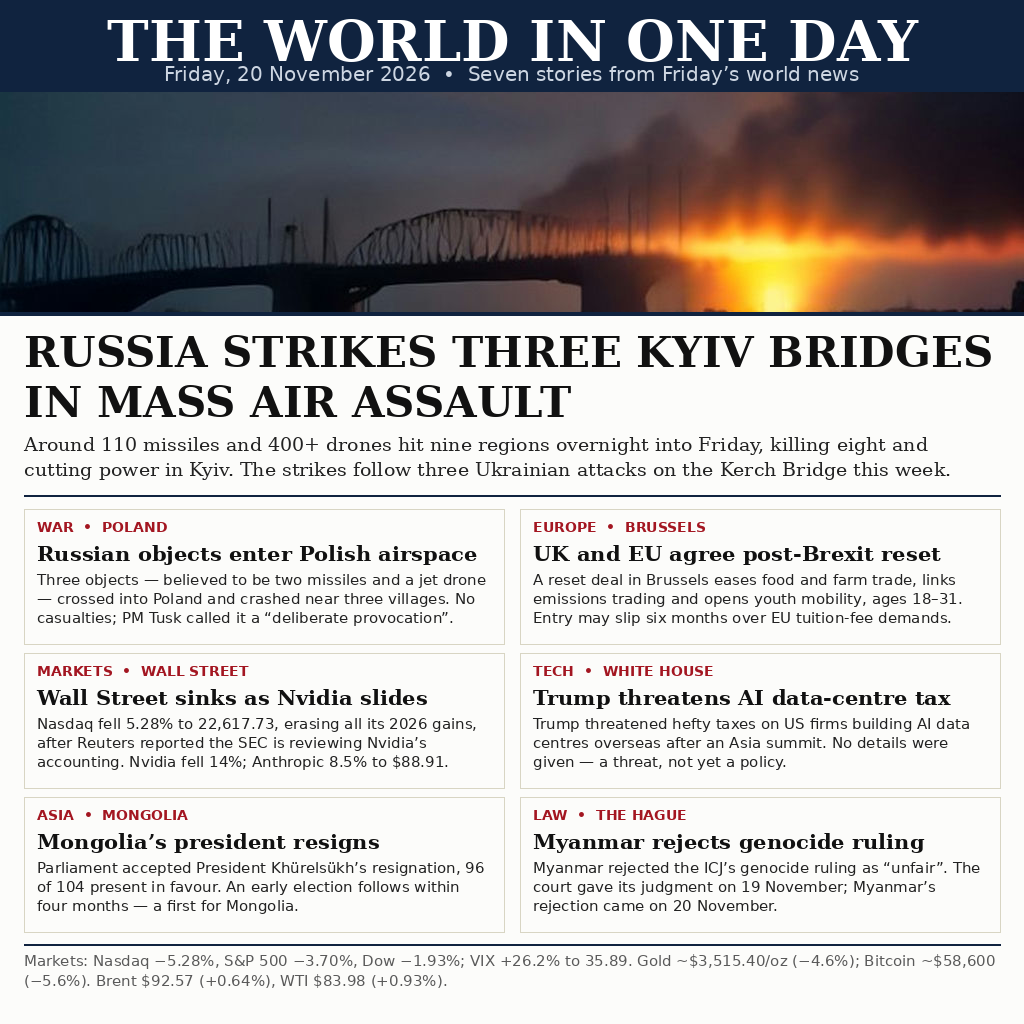 THE WORLD IN ONE DAY
Friday, 20 November 2026 • Seven stories from Friday’s world news
RUSSIA STRIKES THREE KYIV BRIDGES
IN MASS AIR ASSAULT
Around 110 missiles and 400+ drones hit nine regions overnight into Friday, killing eight and
cutting power in Kyiv. The strikes follow three Ukrainian attacks on the Kerch Bridge this week.
WAR • POLAND
Russian objects enter Polish airspace
Three objects — believed to be two missiles and a jet drone
— crossed into Poland and crashed near three villages. No
casualties; PM Tusk called it a “deliberate provocation”.
EUROPE • BRUSSELS
UK and EU agree post-Brexit reset
A reset deal in Brussels eases food and farm trade, links
emissions trading and opens youth mobility, ages 18–31.
Entry may slip six months over EU tuition-fee demands.
MARKETS • WALL STREET
Wall Street sinks as Nvidia slides
Nasdaq fell 5.28% to 22,617.73, erasing all its 2026 gains,
after Reuters reported the SEC is reviewing Nvidia’s
accounting. Nvidia fell 14%; Anthropic 8.5% to $88.91.
TECH • WHITE HOUSE
Trump threatens AI data-centre tax
Trump threatened hefty taxes on US firms building AI data
centres overseas after an Asia summit. No details were
given — a threat, not yet a policy.
ASIA • MONGOLIA
Mongolia’s president resigns
Parliament accepted President Khürelsükh’s resignation, 96
of 104 present in favour. An early election follows within
four months — a first for Mongolia.
LAW • THE HAGUE
Myanmar rejects genocide ruling
Myanmar rejected the ICJ’s genocide ruling as “unfair”. The
court gave its judgment on 19 November; Myanmar’s
rejection came on 20 November.
Markets: Nasdaq −5.28%, S&P 500 −3.70%, Dow −1.93%; VIX +26.2% to 35.89. Gold ~$3,515.40/oz (−4.6%); Bitcoin ~$58,600
(−5.6%). Brent $92.57 (+0.64%), WTI $83.98 (+0.93%).